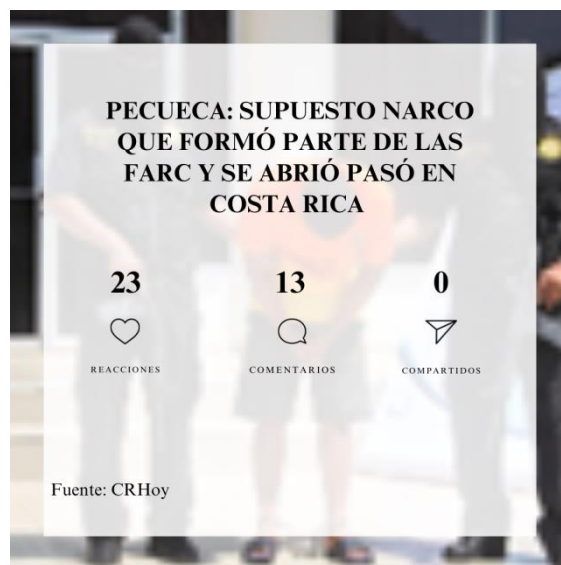 PECUECA: SUPUESTO NARCO
QUE FORMÓ PARTE DE LAS
FARC Y SE ABRIÓ PASÓ EN
COSTA RICA
23 13 0
REACCIONES COMENTARIOS COMPARTIDOS
Fuente: CRHoy